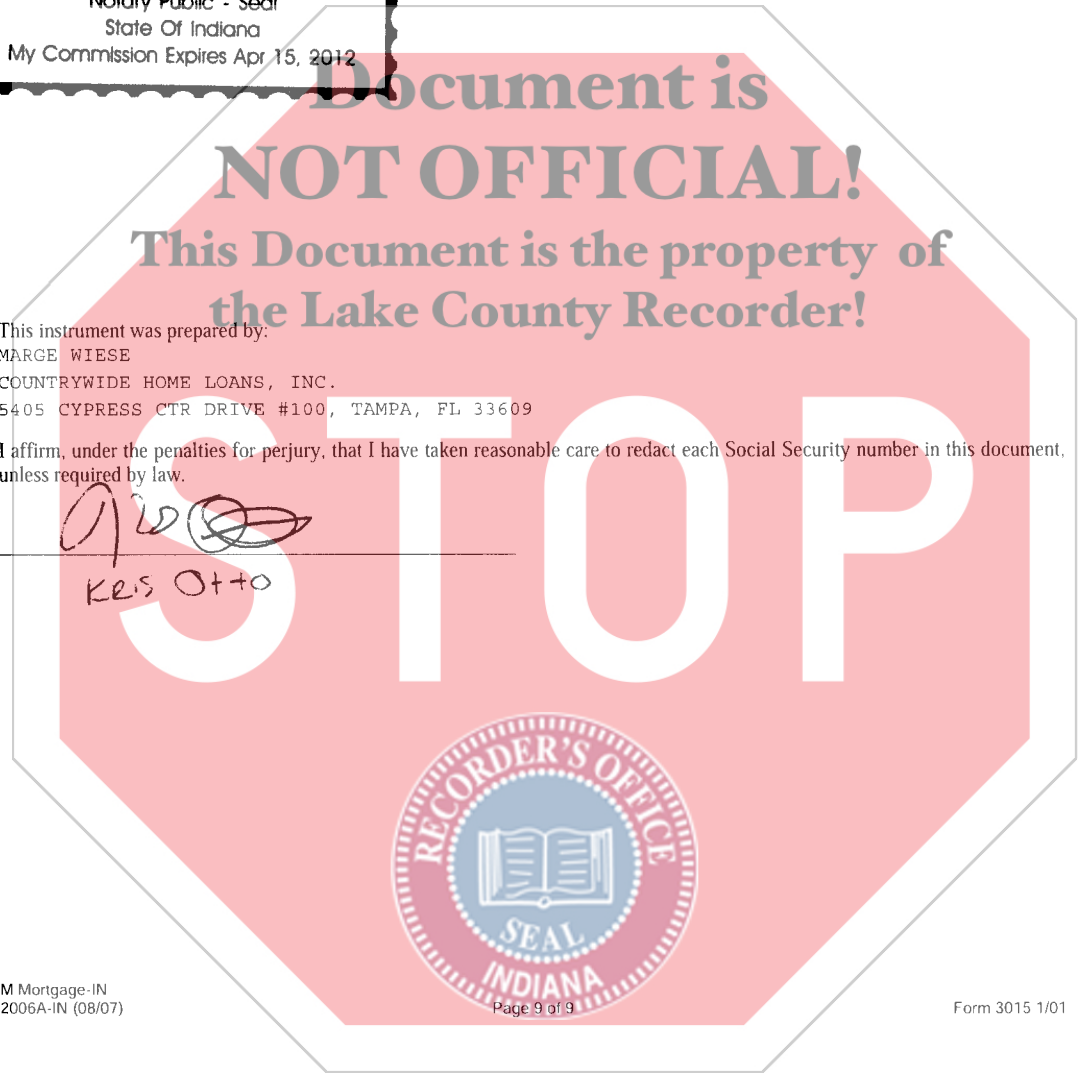 Notary Public - Seal
State Of Indiana
My Commission Expires Apr 15, 2012
Document is
NOT OFFICIAL!
This Document is the property of
the Lake County Recorder!
This instrument was prepared by:
MARGE WIESE
COUNTRYWIDE HOME LOANS, INC.
5405 CYPRESS CTR DRIVE #100, TAMPA, FL 33609
I affirm, under the penalties for perjury, that I have taken reasonable care to redact each Social Security number in this document,
unless required by law.
Kris Otto
STOP
RECORDER'S OFFICE
SEAL
INDIANA
M Mortgage-IN
2006A-IN (08/07)
Page 9 of 9
Form 3015 1/01